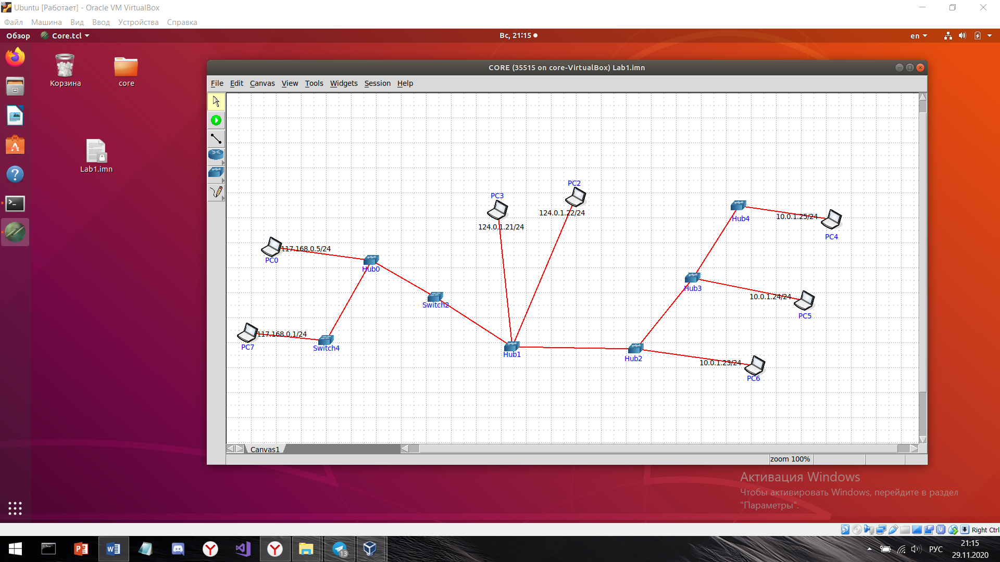 Ubuntu [Работает] - Oracle VM VirtualBox
Файл Машина Вид Ввод Устройства Справка
Обзор Core.tcl Вс, 21:15 en
Корзина core
Lab1.imn
CORE (35515 on core-VirtualBox) Lab1.imn
File Edit Canvas View Tools Widgets Session Help
PC2
PC3
124.0.1.22/24
10.0.1.25/24
Hub4
124.0.1.21/24
PC4
117.168.0.5/24
PC0
Hub0
Hub3
10.0.1.24/24
Switch2
PC5
117.168.0.1/24
PC7
Switch4
Hub1
Hub2
10.0.1.23/24
PC6
Canvas1
zoom 100%
Активация Windows
Чтобы активировать Windows, перейдите в раздел
"Параметры".
Right Ctrl
13
РУС
21:15
29.11.2020